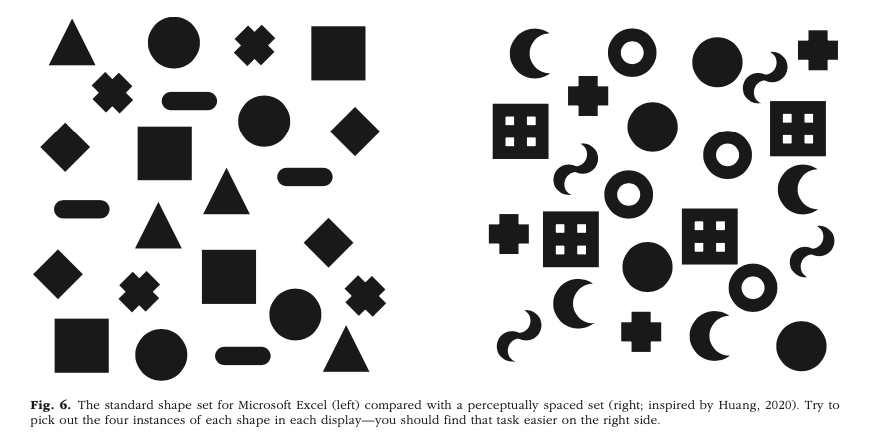 Fig. 6. The standard shape set for Microsoft Excel (left) compared with a perceptually spaced set (right; inspired by Huang, 2020). Try to
pick out the four instances of each shape in each display—you should find that task easier on the right side.